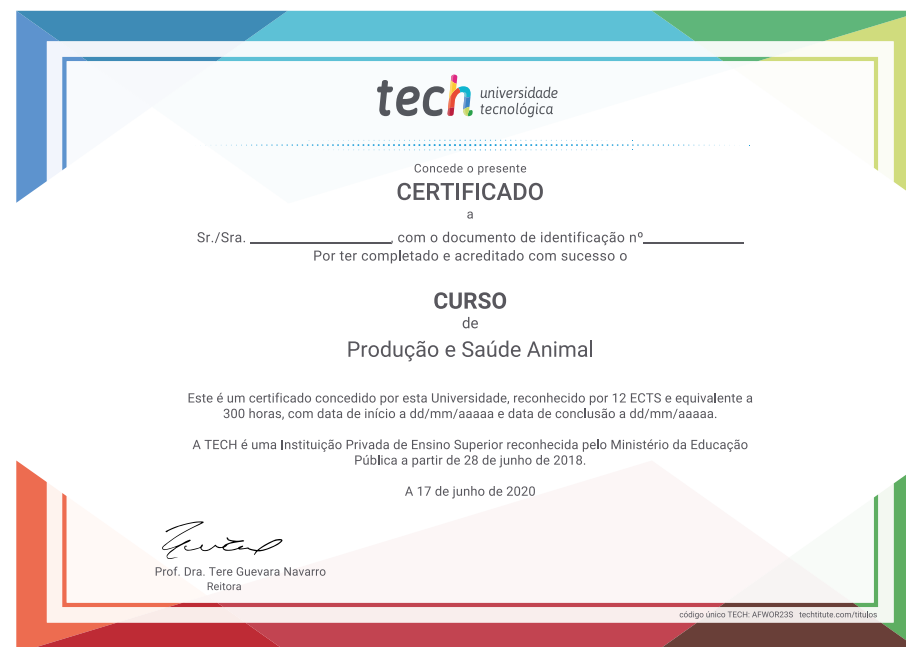 tech universidade
tecnológica
Concede o presente
CERTIFICADO
a
Sr./Sra. ____________________, com o documento de identificação nº______________
Por ter completado e acreditado com sucesso o
CURSO
de
Produção e Saúde Animal
Este é um certificado concedido por esta Universidade, reconhecido por 12 ECTS e equivalente a
300 horas, com data de início a dd/mm/aaaaa e data de conclusão a dd/mm/aaaaa.
A TECH é uma Instituição Privada de Ensino Superior reconhecida pelo Ministério da Educação
Pública a partir de 28 de junho de 2018.
A 17 de junho de 2020
Prof. Dra. Tere Guevara Navarro
Reitora
código único TECH: AFWOR23S techtitute.com/titulos